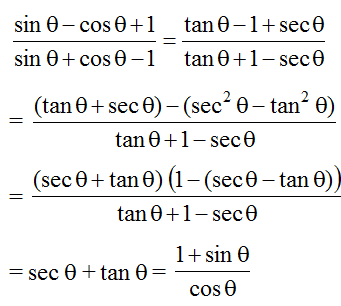 (sin θ − cos θ + 1)/(sin θ + cos θ − 1) = (tan θ − 1 + sec θ)/(tan θ + 1 − sec θ)
= ((tan θ + sec θ) − (sec² θ − tan² θ))/(tan θ + 1 − sec θ)
= ((sec θ + tan θ) (1 − (sec θ − tan θ)))/(tan θ + 1 − sec θ)
= sec θ + tan θ = (1 + sin θ)/(cos θ)